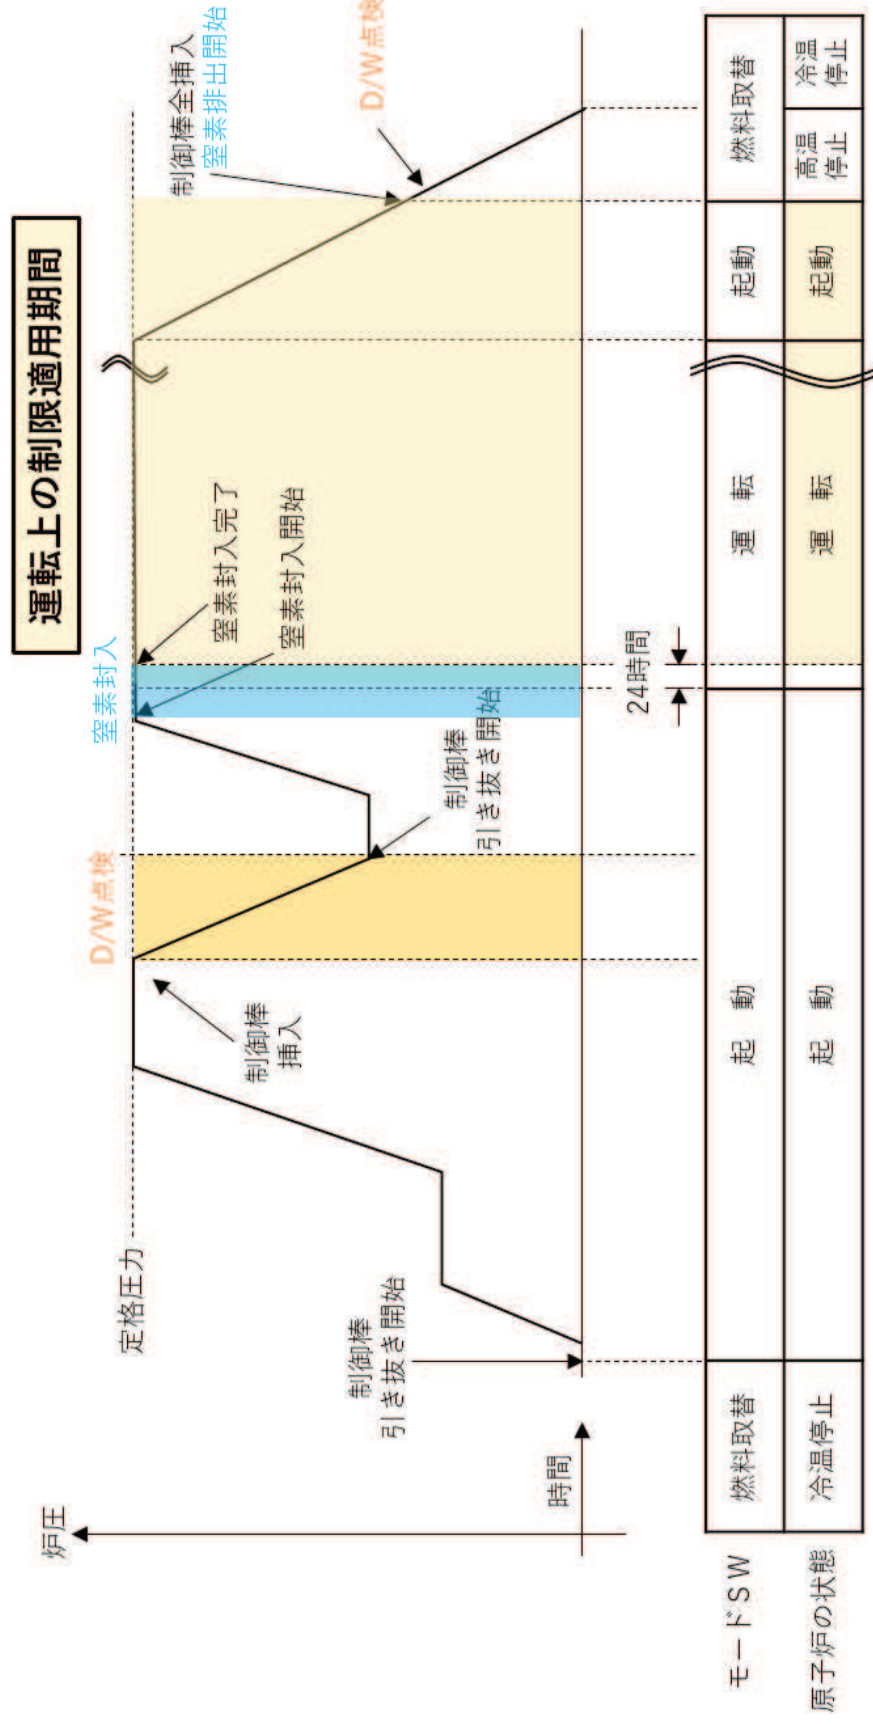 運転上の制限適用期間
炉圧
定格圧力
D/W点検
窒素封入
制御棒全挿入
窒素排出開始
D/W点検
制御棒
挿入
窒素封入完了
窒素封入開始
制御棒
引き抜き開始
制御棒
引き抜き開始
時間
24時間
モードSW
燃料取替
起 動
運 転
起動
燃料取替
原子炉の状態
冷温停止
起 動
運 転
起動
高温
停止
冷温
停止